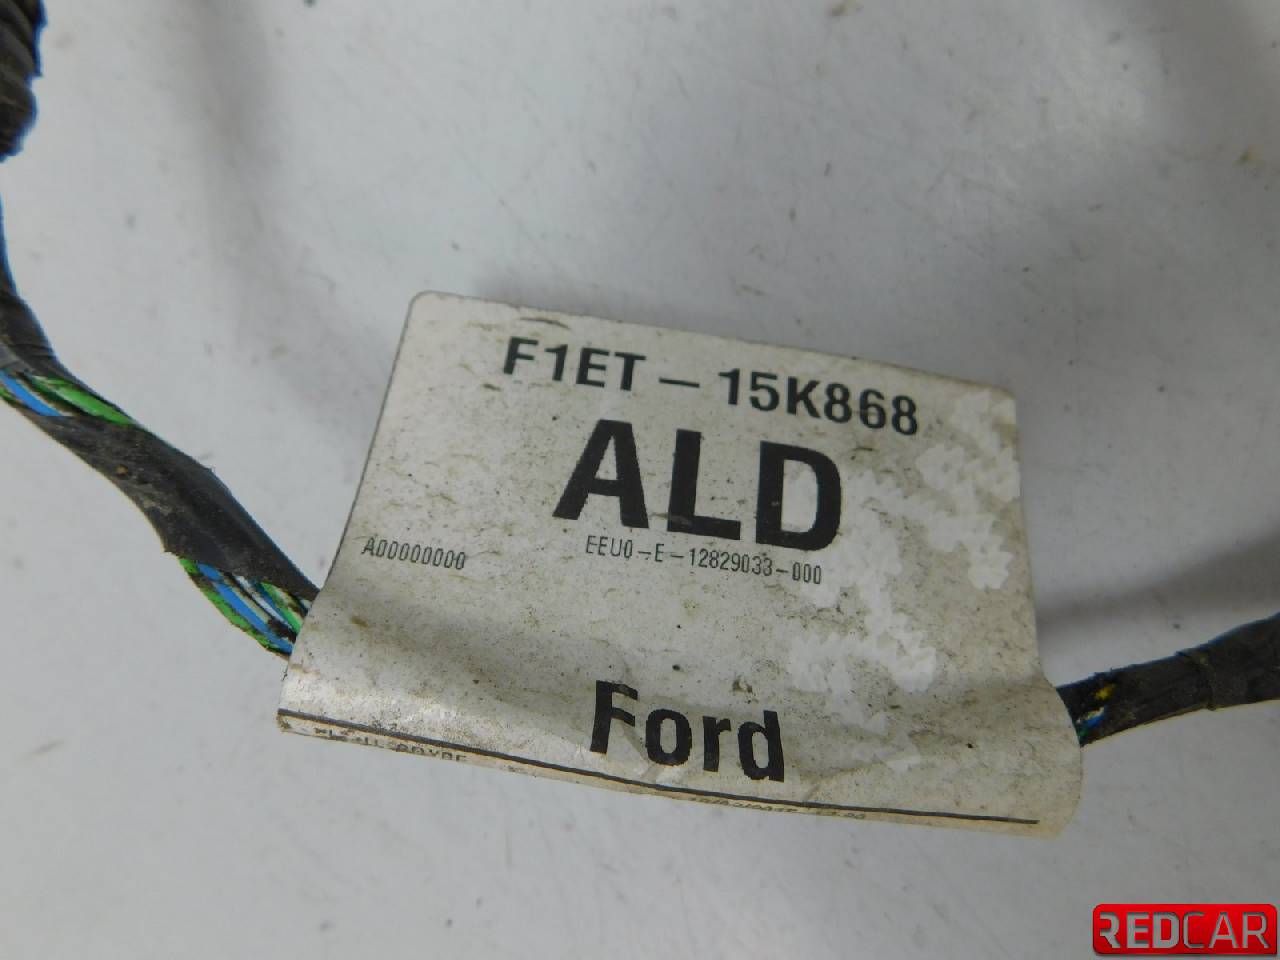 F1ET-15K868
ALD
EEU0-E-12829033-000
A00000000
Ford
REDCAR